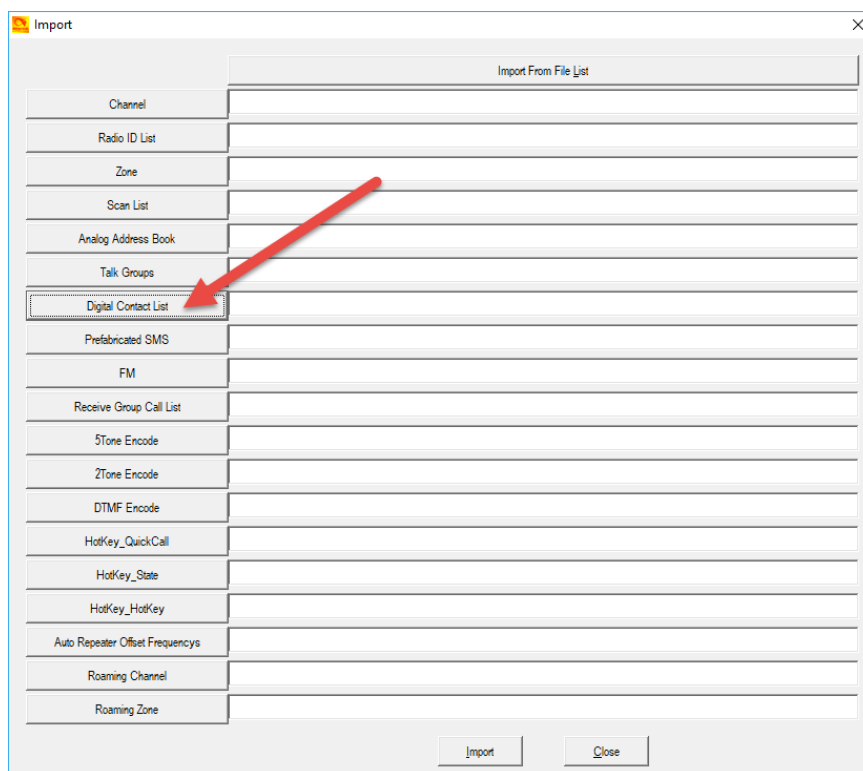 Import
Import From File List
Channel
Radio ID List
Zone
Scan List
Analog Address Book
Talk Groups
Digital Contact List
Prefabricated SMS
FM
Receive Group Call List
5Tone Encode
2Tone Encode
DTMF Encode
HotKey_QuickCall
HotKey_State
HotKey_HotKey
Auto Repeater Offset Frequencys
Roaming Channel
Roaming Zone
Import Close